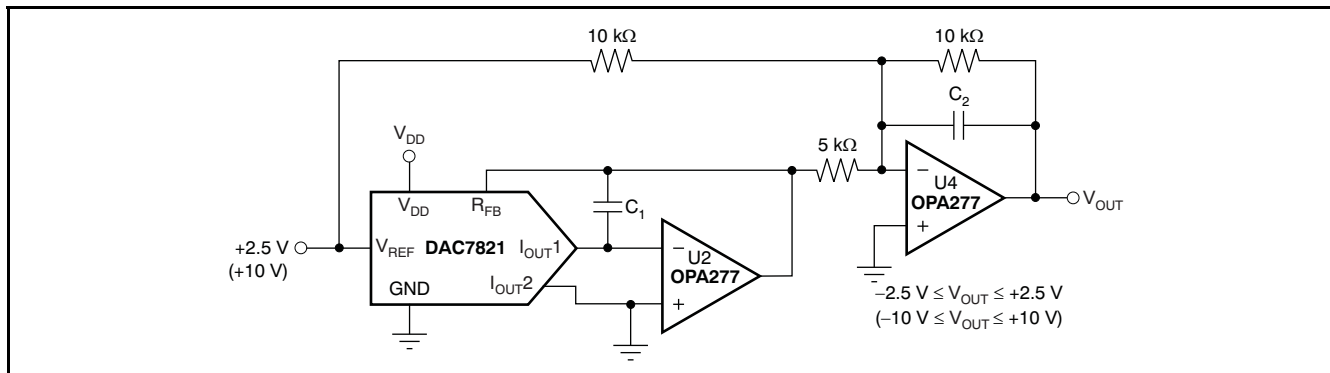 10 kΩ
10 kΩ
C2
VDD
5 kΩ
VDD
RFB
C1
−
U4
OPA277
+
VOUT
+2.5 V
(+10 V)
VREF
DAC7821
IOUT1
−
U2
OPA277
+
GND
IOUT2
−2.5 V ≤ VOUT ≤ +2.5 V
(−10 V ≤ VOUT ≤ +10 V)